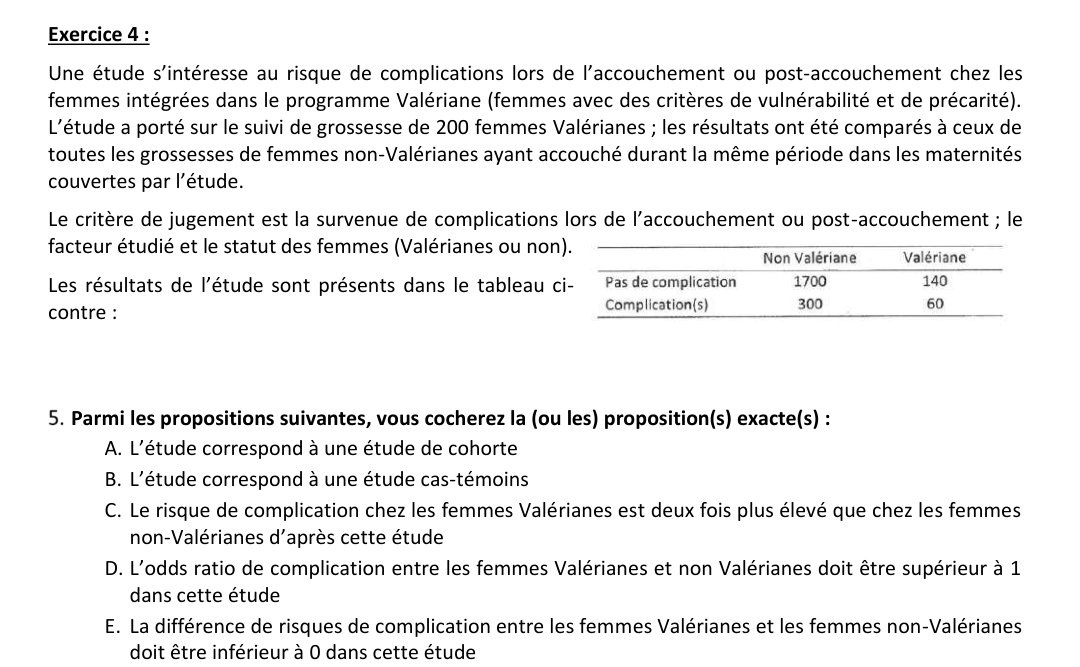 Exercice 4 :
Une étude s’intéresse au risque de complications lors de l’accouchement ou post-accouchement chez les
femmes intégrées dans le programme Valériane (femmes avec des critères de vulnérabilité et de précarité).
L’étude a porté sur le suivi de grossesse de 200 femmes Valérianes ; les résultats ont été comparés à ceux de
toutes les grossesses de femmes non-Valérianes ayant accouché durant la même période dans les maternités
couvertes par l’étude.
Le critère de jugement est la survenue de complications lors de l’accouchement ou post-accouchement ; le
facteur étudié et le statut des femmes (Valérianes ou non).
Les résultats de l’étude sont présents dans le tableau ci-
contre :
Non Valériane Valériane
Pas de complication 1700 140
Complication(s) 300 60
5. Parmi les propositions suivantes, vous cocherez la (ou les) proposition(s) exacte(s) :
A. L’étude correspond à une étude de cohorte
B. L’étude correspond à une étude cas-témoins
C. Le risque de complication chez les femmes Valérianes est deux fois plus élevé que chez les femmes
non-Valérianes d’après cette étude
D. L’odds ratio de complication entre les femmes Valérianes et non Valérianes doit être supérieur à 1
dans cette étude
E. La différence de risques de complication entre les femmes Valérianes et les femmes non-Valérianes
doit être inférieur à 0 dans cette étude